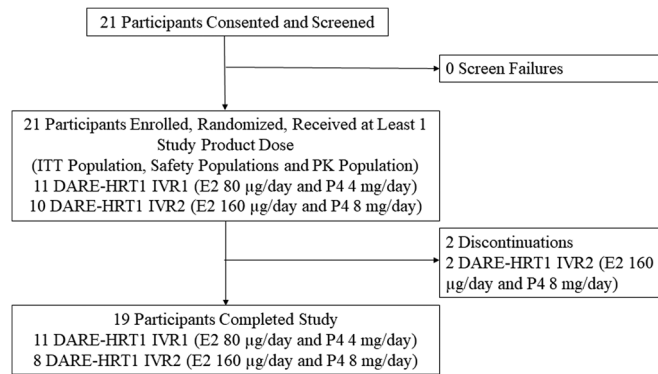 21 Participants Consented and Screened
0 Screen Failures
21 Participants Enrolled, Randomized, Received at Least 1
Study Product Dose
(ITT Population, Safety Populations and PK Population)
11 DARE-HRT1 IVR1 (E2 80 µg/day and P4 4 mg/day)
10 DARE-HRT1 IVR2 (E2 160 µg/day and P4 8 mg/day)
2 Discontinuations
2 DARE-HRT1 IVR2 (E2 160
µg/day and P4 8 mg/day)
19 Participants Completed Study
11 DARE-HRT1 IVR1 (E2 80 µg/day and P4 4 mg/day)
8 DARE-HRT1 IVR2 (E2 160 µg/day and P4 8 mg/day)